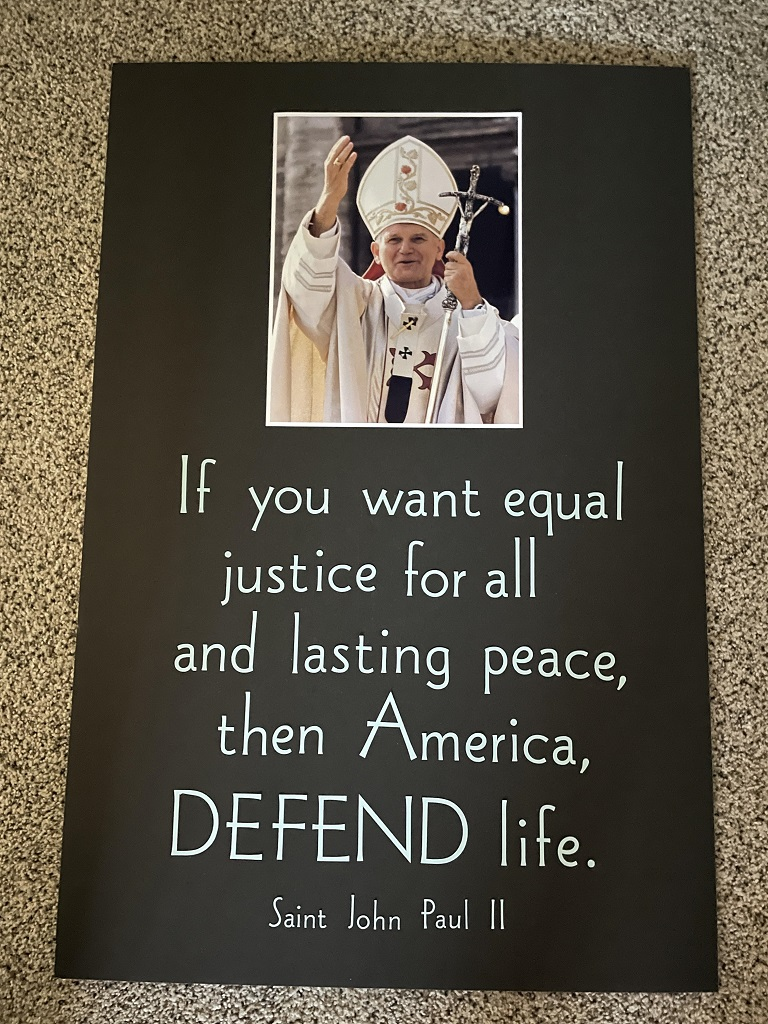 If you want equal
justice for all
and lasting peace,
then America,
DEFEND life.
Saint John Paul II